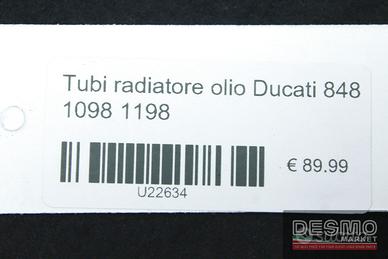 Tubi radiatore olio Ducati 848
1098 1198
€ 89.99
U22634
DESMO
MARKET